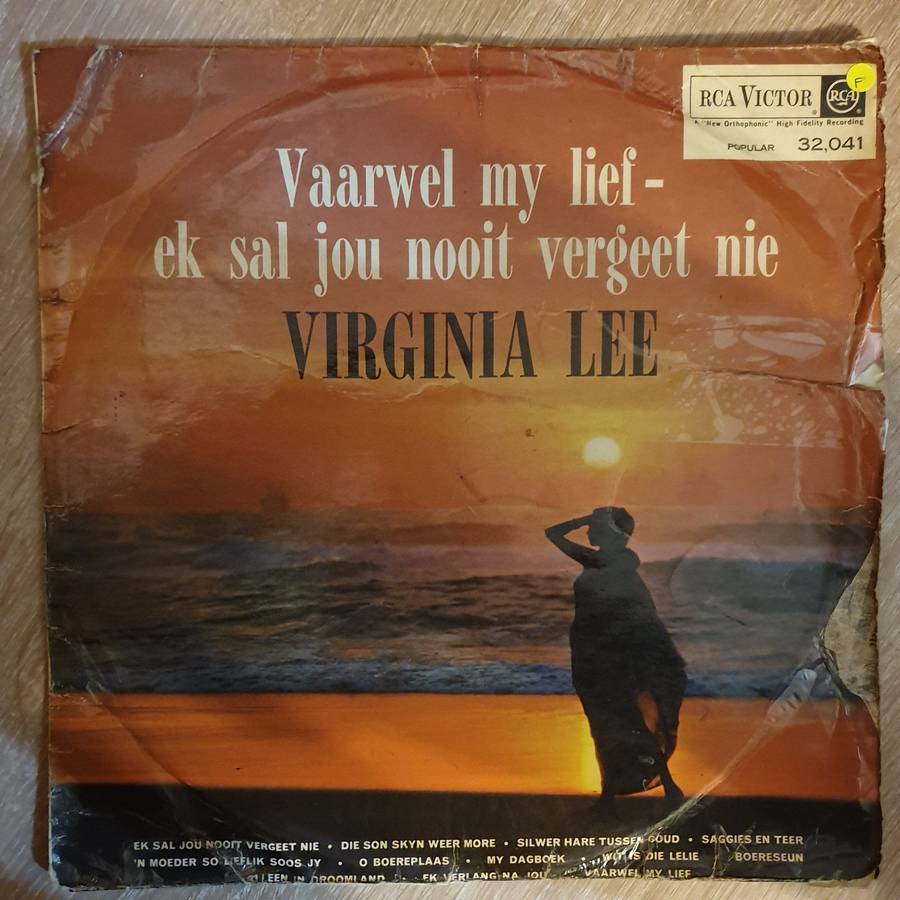 RCA VICTOR RCA F
"New Orthophonic" High Fidelity Recording
POPULAR 32,041
Vaarwel my lief-
ek sal jou nooit vergeet nie
VIRGINIA LEE
EK SAL JOU NOOIT VERGEET NIE • DIE SON SKYN WEER MORE • SILWER HARE TUSSEN GOUD • SAGGIES EN TEER
'N MOEDER SO LIEFLIK SOOS JY • O BOEREPLAAS • MY DAGBOEK WIT IS DIE LELIE BOERESEUN
ALLEEN IN DROOMLAND • EK VERLANG NA JOU VAARWEL MY LIEF